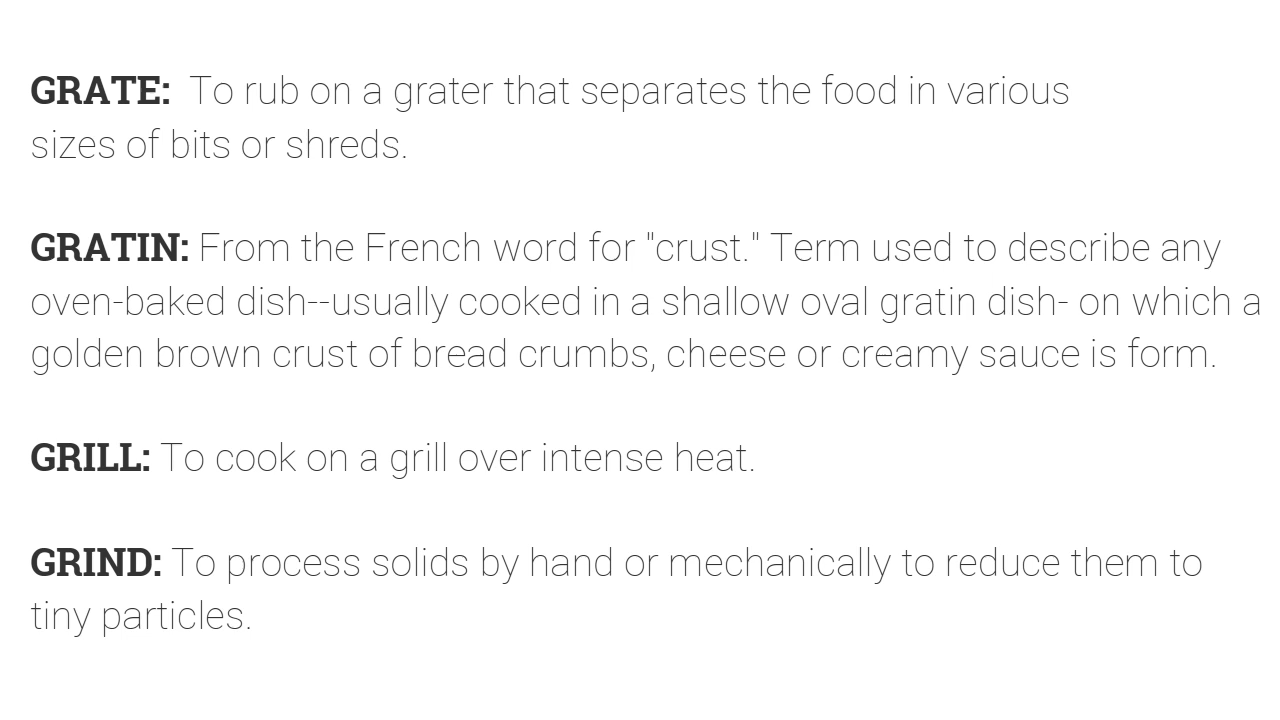 GRATE: To rub on a grater that separates the food in various
sizes of bits or shreds.
GRATIN: From the French word for "crust." Term used to describe any
oven-baked dish--usually cooked in a shallow oval gratin dish- on which a
golden brown crust of bread crumbs, cheese or creamy sauce is form.
GRILL: To cook on a grill over intense heat.
GRIND: To process solids by hand or mechanically to reduce them to
tiny particles.